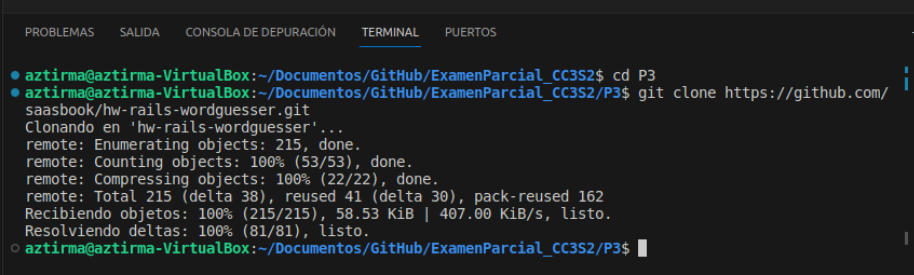 PROBLEMAS SALIDA CONSOLA DE DEPURACIÓN TERMINAL PUERTOS
aztirma@aztirma-VirtualBox:~/Documentos/GitHub/ExamenParcial_CC3S2$ cd P3
aztirma@aztirma-VirtualBox:~/Documentos/GitHub/ExamenParcial_CC3S2/P3$ git clone https://github.com/
saasbook/hw-rails-wordguesser.git
Clonando en 'hw-rails-wordguesser'...
remote: Enumerating objects: 215, done.
remote: Counting objects: 100% (53/53), done.
remote: Compressing objects: 100% (22/22), done.
remote: Total 215 (delta 38), reused 41 (delta 30), pack-reused 162
Recibiendo objetos: 100% (215/215), 58.53 KiB | 407.00 KiB/s, listo.
Resolviendo deltas: 100% (81/81), listo.
aztirma@aztirma-VirtualBox:~/Documentos/GitHub/ExamenParcial_CC3S2/P3$